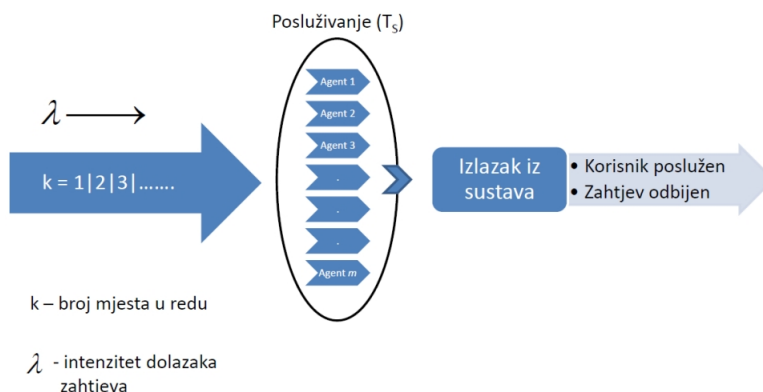 Posluživanje (Tₛ)
λ
k = 1|2|3|.......
Agent 1
Agent 2
Agent 3
.
.
.
Agent m
Izlazak iz
sustava
• Korisnik poslužen
• Zahtjev odbijen
k – broj mjesta u redu
λ - intenzitet dolazaka
zahtjeva